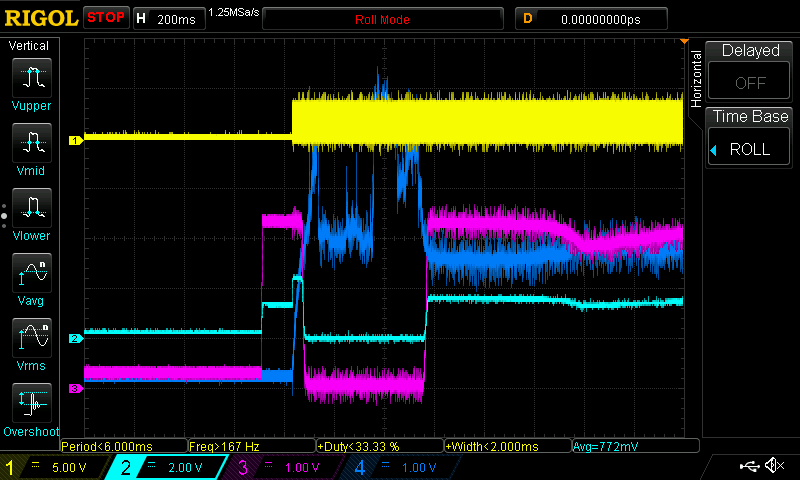 RIGOL STOP H 200ms 1.25MSa/s Roll Mode D 0.00000000ps
Vertical
Vupper
Vmid
Vlower
n
Vavg
n
Vrms
Overshoot
1
2
3
Horizontal
Delayed
OFF
Time Base
ROLL
Period<6.000ms Freq>167 Hz +Duty<33.33 % +Width<2.000ms Avg=772mV
1 5.00 V 2 2.00 V 3 1.00 V 4 1.00 V